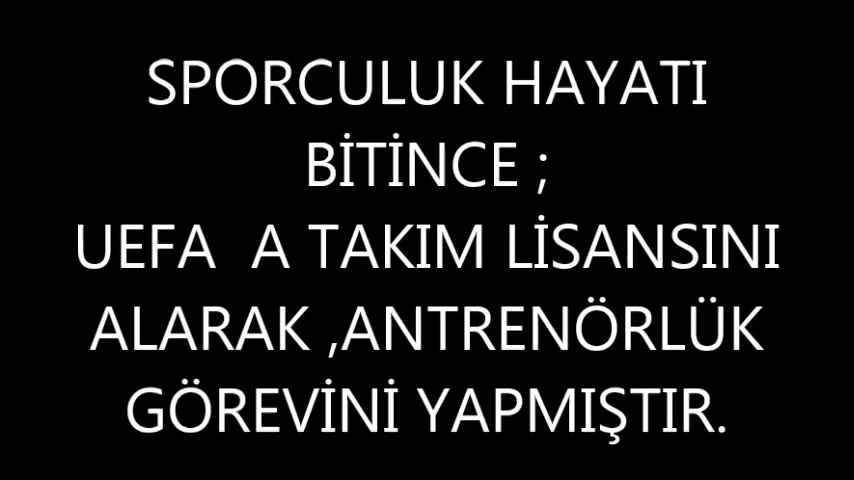 SPORCULUK HAYATI
BİTİNCE ;
UEFA  A TAKIM LİSANSINI
ALARAK ,ANTRENÖRLÜK
GÖREVİNİ YAPMIŞTIR.